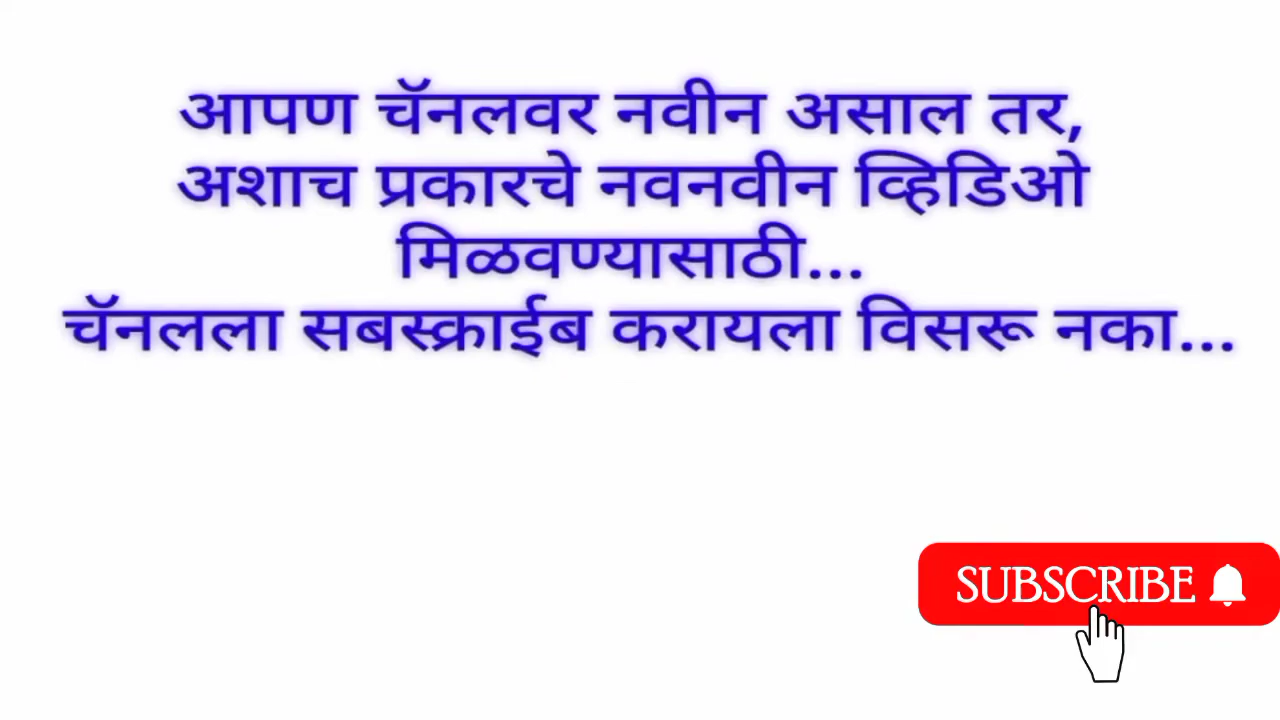 आपण चॅनलवर नवीन असाल तर,
अशाच प्रकारचे नवनवीन व्हिडिओ
मिळवण्यासाठी...
चॅनलला सबस्क्राईब करायला विसरू नका...
SUBSCRIBE